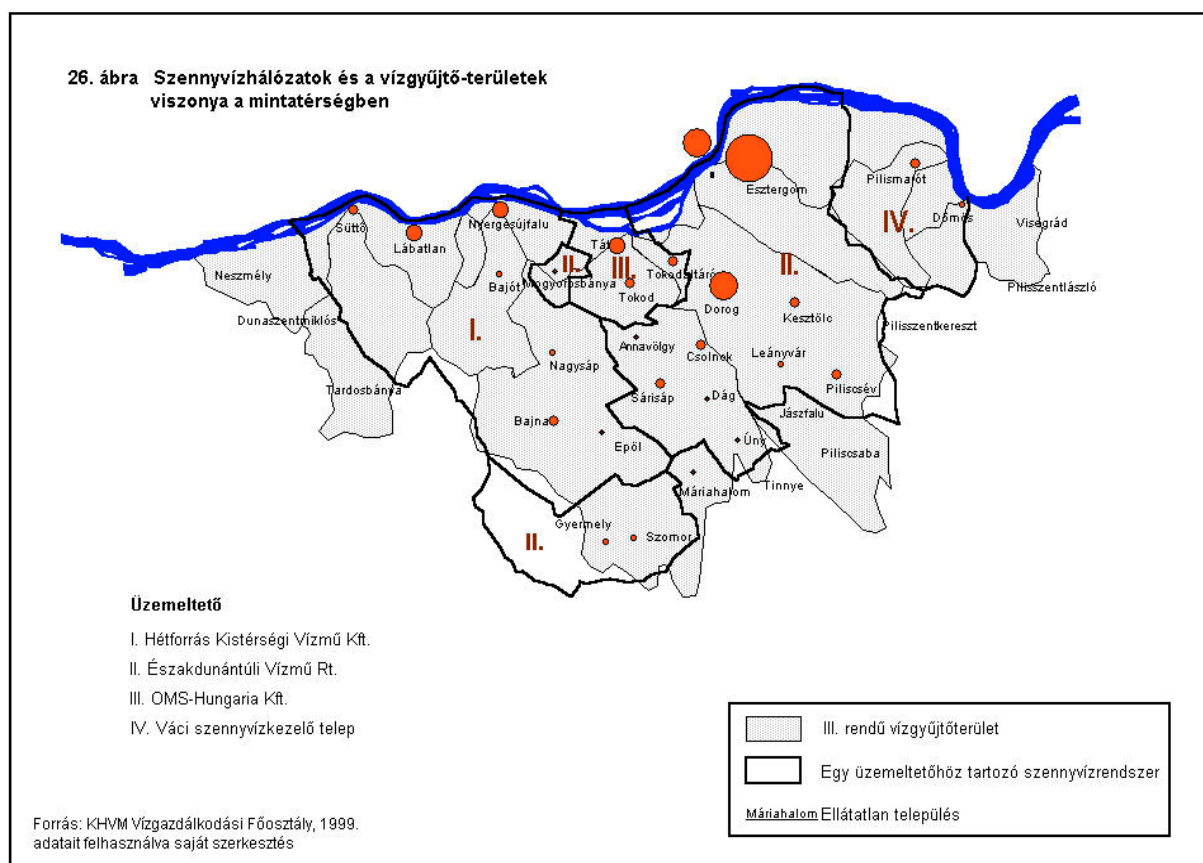 26. ábra Szennyvízhálózatok és a vízgyűjtő-területek
viszonya a mintatérségben
Esztergom
Pilismarót
IV.
Dömös
Visegrád
Süttő
Lábatlan
Nyergesújfalu
Tát
II.
III.
Tokodaltáró
II.
Neszmély
Bajót
Mogyorósbánya
Tokod
Dorog
Kesztölc
Pilisszentlászló
Dunaszentmiklós
I.
Annavölgy
Csolnok
Leányvár
Pilisszentkereszt
Tardosbánya
Nagysáp
Sárisáp
Dág
Piliscsév
Jászfalu
Bajna
Epöl
Úny
Piliscsaba
Máriahalom
Tinnye
Gyermely
Szomor
II.
Üzemeltető
I. Hétforrás Kistérségi Vízmű Kft.
II. Északdunántúli Vízmű Rt.
III. OMS-Hungaria Kft.
IV. Váci szennyvízkezelő telep
III. rendű vízgyűjtőterület
Egy üzemeltetőhöz tartozó szennyvízrendszer
Máriahalom Ellátatlan település
Forrás: KHVM Vízgazdálkodási Főosztály, 1999.
adatait felhasználva saját szerkesztés